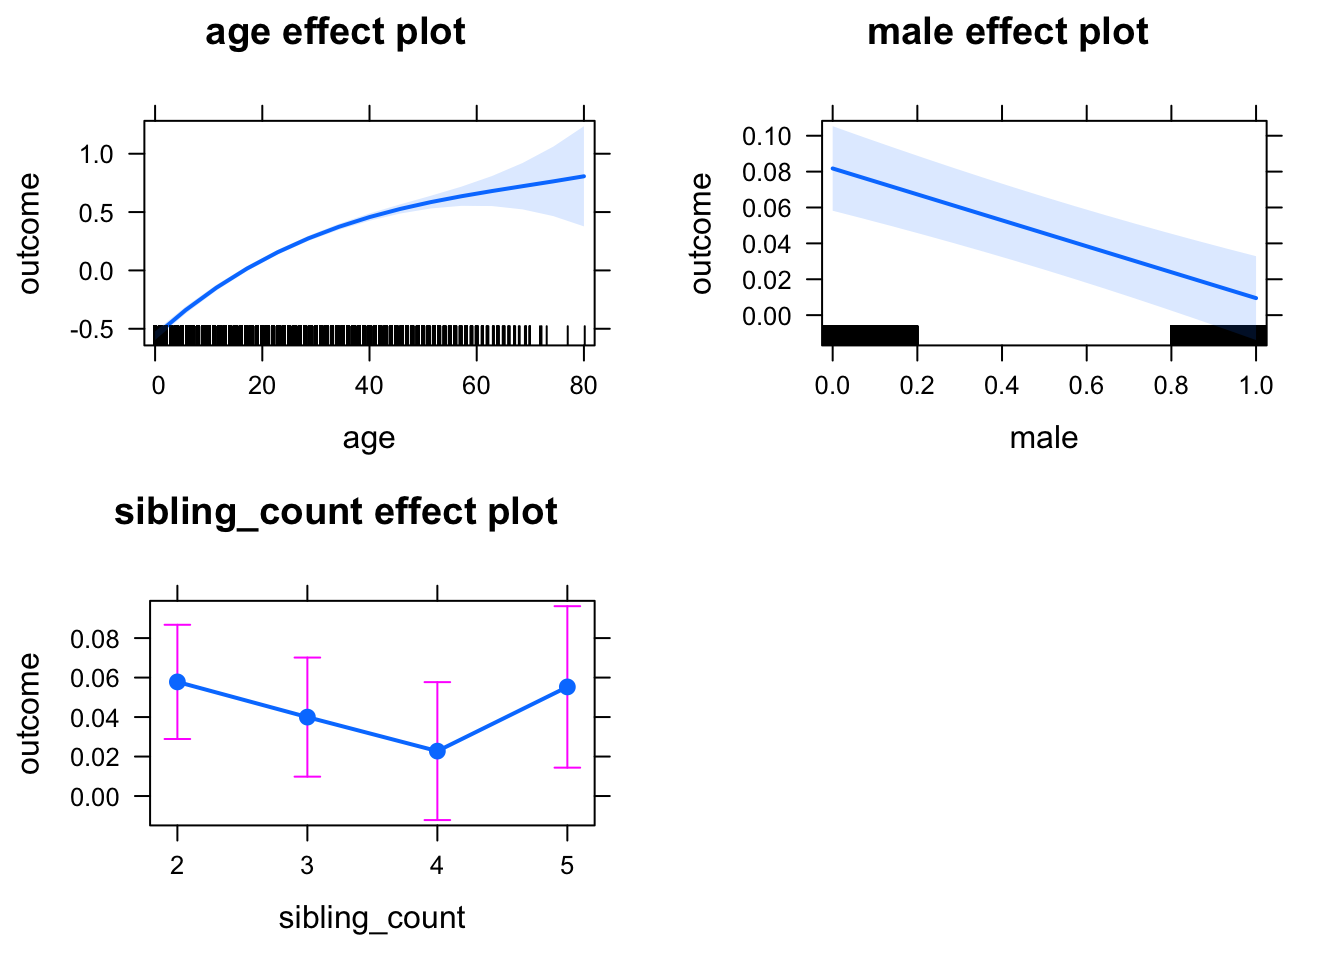 age effect plot
outcome
1.0
0.5
0.0
-0.5
0 20 40 60 80
age
male effect plot
outcome
0.10
0.08
0.06
0.04
0.02
0.00
0.0 0.2 0.4 0.6 0.8 1.0
male
sibling_count effect plot
outcome
0.08
0.06
0.04
0.02
0.00
2 3 4 5
sibling_count